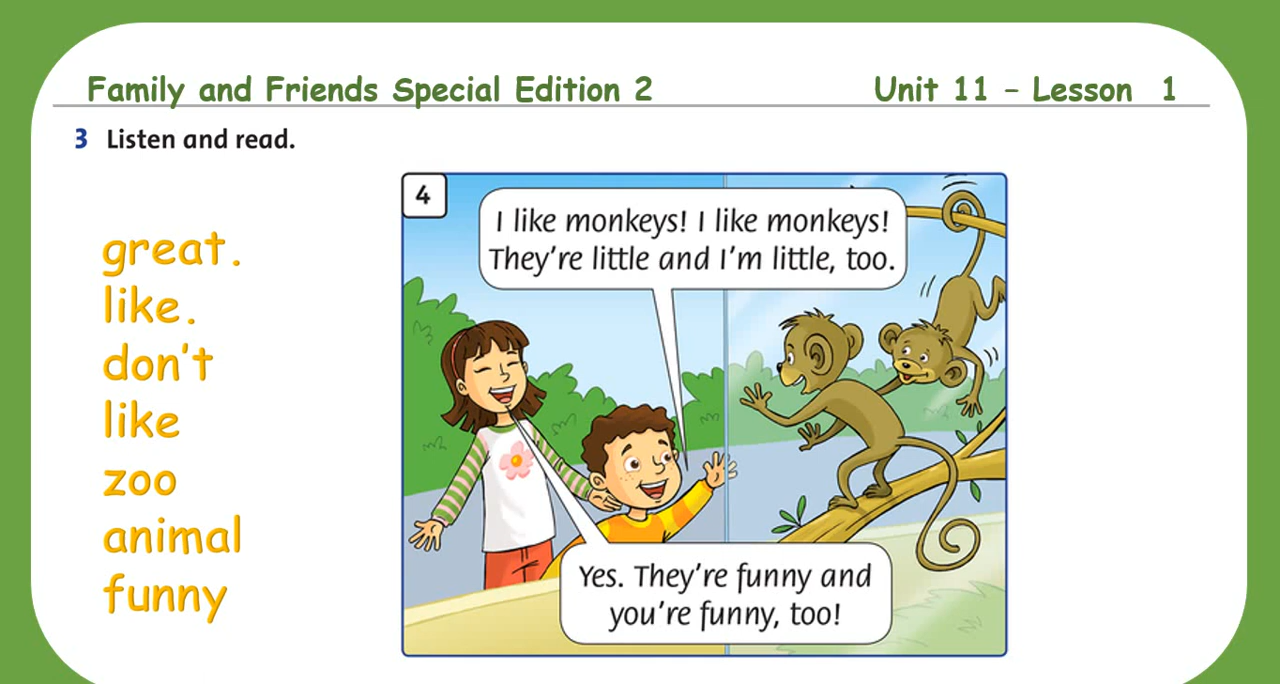 Family and Friends Special Edition 2 Unit 11 – Lesson 1
3 Listen and read.
great.
like.
don't
like
zoo
animal
funny
4
I like monkeys! I like monkeys!
They're little and I'm little, too.
Yes. They're funny and
you're funny, too!